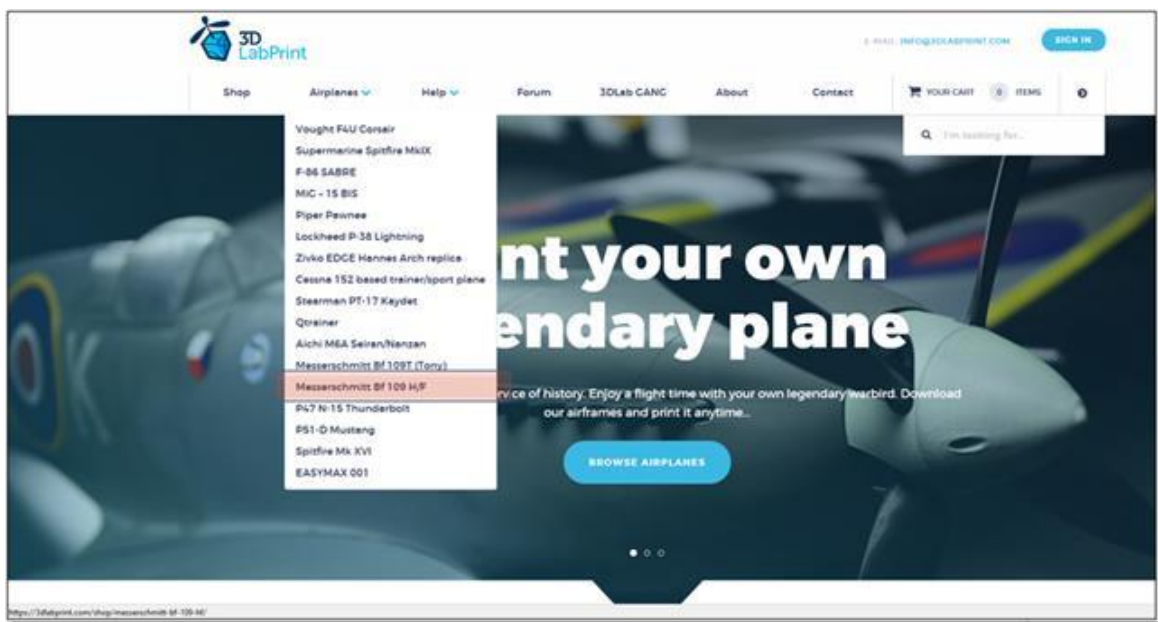 3D
LabPrint
E-MAIL: INFO@3DLABPRINT.COM
SIGN IN
Shop
Airplanes
Help
Forum
3DLab GANG
About
Contact
YOUR CART 0 ITEMS
I'm looking for...
Vought F4U Corsair
Supermarine Spitfire MkIX
F-86 SABRE
MiG - 15 BIS
Piper Pawnee
Lockheed P-38 Lightning
Zivko EDGE Hannes Arch replica
Cessna 152 based trainer/sport plane
Stearman PT-17 Kaydet
Qtrainer
Aichi M6A Seiran/Nanzan
Messerschmitt Bf 109T (Tony)
Messerschmitt Bf 109 H/F
P47 N-15 Thunderbolt
P51-D Mustang
Spitfire Mk XVI
EASYMAX 001
nt your own
endary plane
rvice of history. Enjoy a flight time with your own legendary warbird. Download
our airframes and print it anytime...
BROWSE AIRPLANES
K
https://3dlabprint.com/shop/messerschmitt-bf-109-hf/